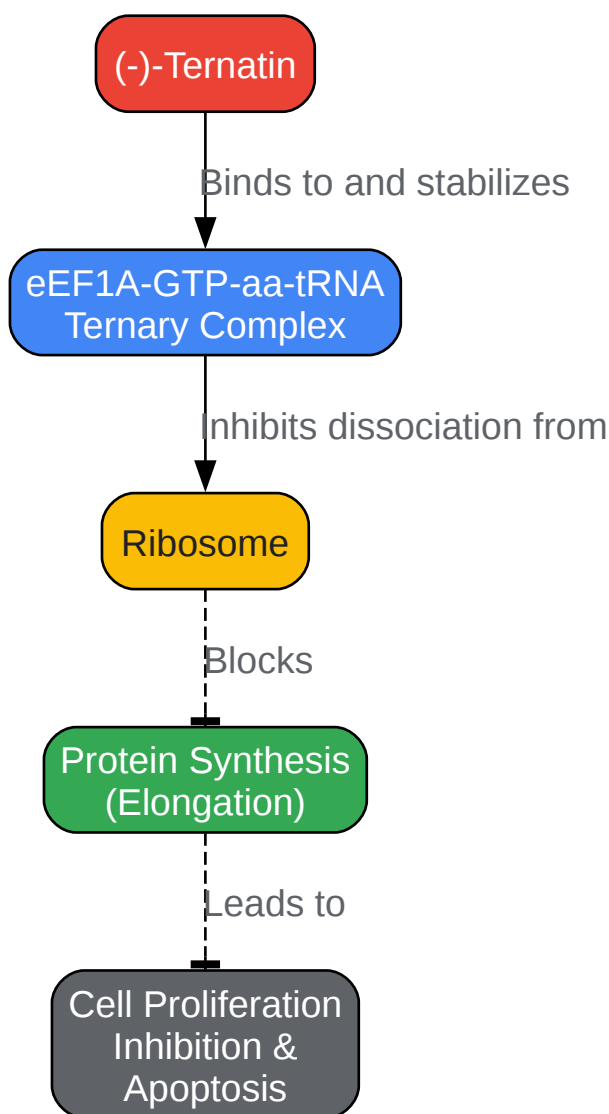 (-)-Ternatin
Binds to and stabilizes
eEF1A-GTP-aa-tRNA
Ternary Complex
Inhibits dissociation from
Ribosome
Blocks
Protein Synthesis
(Elongation)
Leads to
Cell Proliferation
Inhibition &
Apoptosis